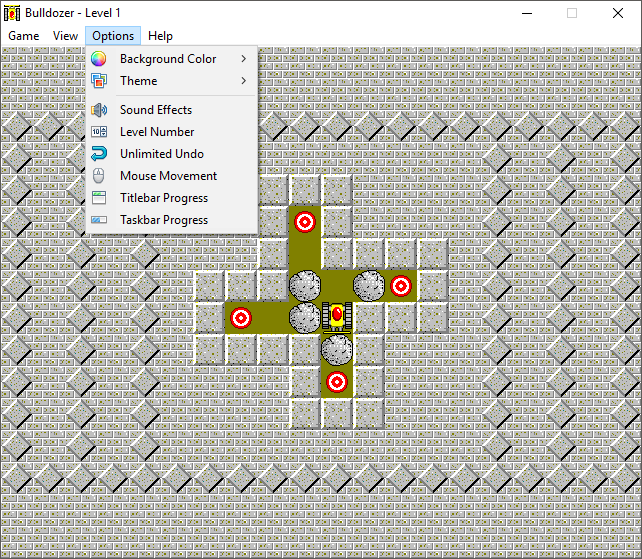 Bulldozer - Level 1
Game View Options Help
Background Color
Theme
Sound Effects
Level Number
Unlimited Undo
Mouse Movement
Titlebar Progress
Taskbar Progress